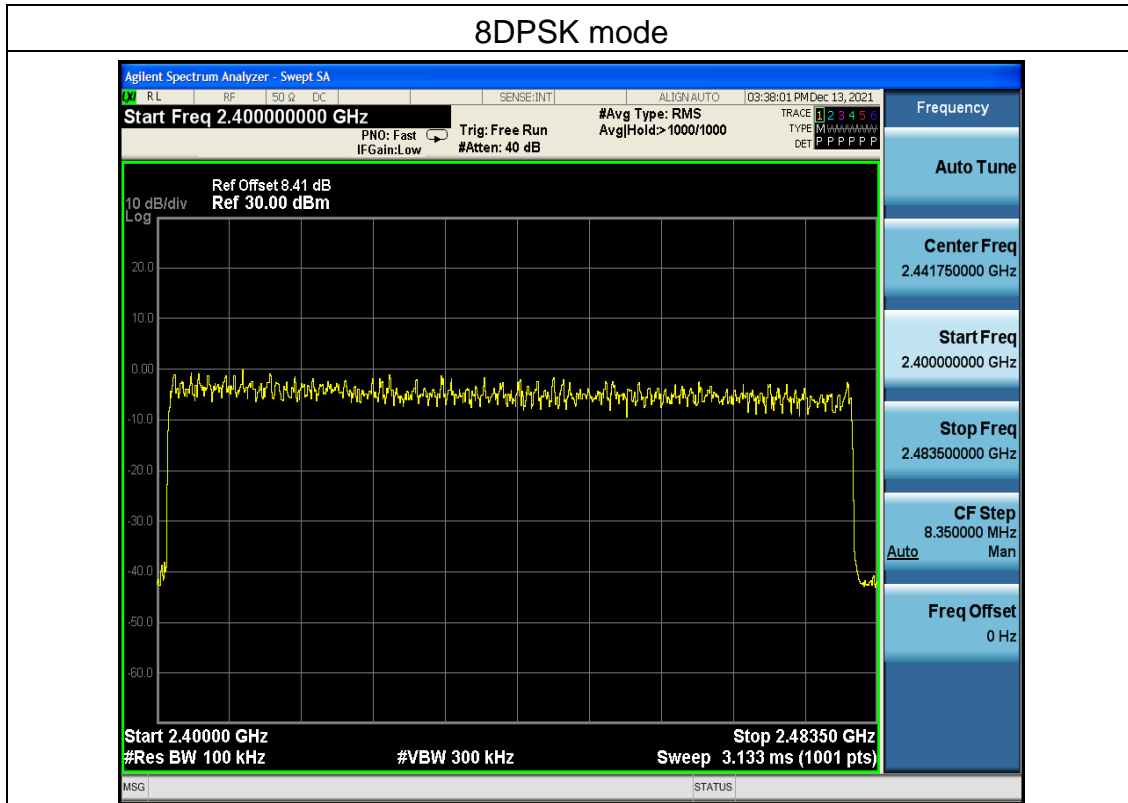 8DPSK mode
Agilent Spectrum Analyzer - Swept SA
LXI RL RF 50 Ω DC SENSE:INT ALIGNAUTO 03:38:01 PM Dec 13, 2021
Start Freq 2.400000000 GHz
PNO: Fast
IFGain:Low
Trig: Free Run
#Atten: 40 dB
#Avg Type: RMS
Avg|Hold:>1000/1000
TRACE 1 2 3 4 5 6
TYPE M
DET P P P P P P
Ref Offset 8.41 dB
10 dB/div Ref 30.00 dBm
Log
20.0
10.0
0.00
-10.0
-20.0
-30.0
-40.0
-50.0
-60.0
Start 2.40000 GHz Stop 2.48350 GHz
#Res BW 100 kHz #VBW 300 kHz Sweep 3.133 ms (1001 pts)
MSG STATUS
Frequency
Auto Tune
Center Freq
2.441750000 GHz
Start Freq
2.400000000 GHz
Stop Freq
2.483500000 GHz
CF Step
8.350000 MHz
Auto Man
Freq Offset
0 Hz